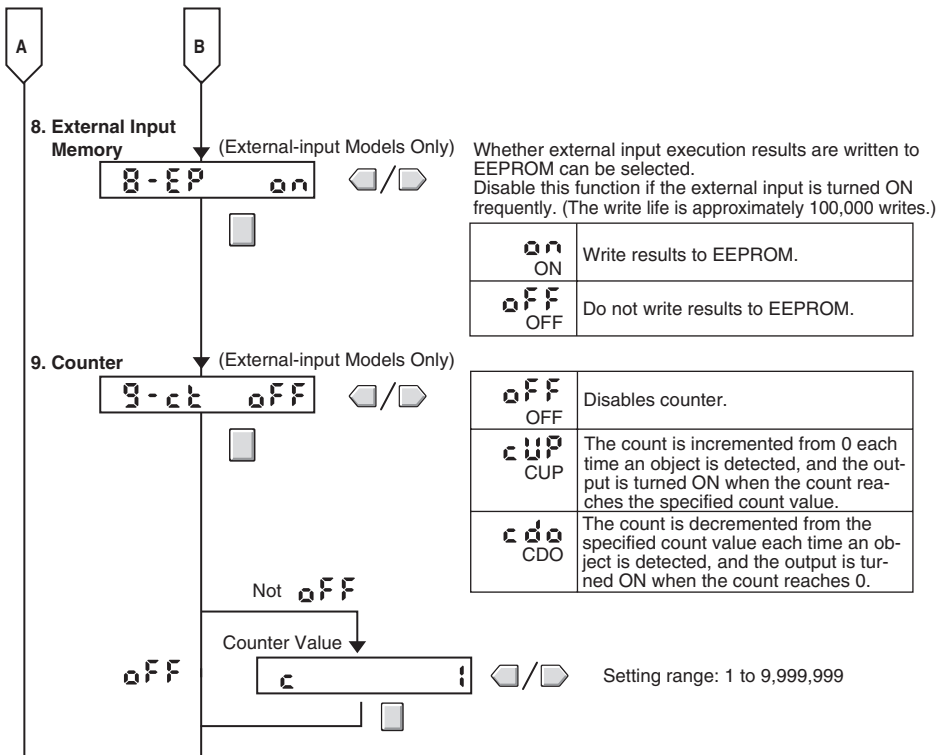 A
B
8. External Input
Memory
(External-input Models Only)
8-EP on
/
Whether external input execution results are written to
EEPROM can be selected.
Disable this function if the external input is turned ON
frequently. (The write life is approximately 100,000 writes.)
on
ON
Write results to EEPROM.
oFF
OFF
Do not write results to EEPROM.
9. Counter
(External-input Models Only)
9-ct oFF
/
oFF
OFF
Disables counter.
cUP
CUP
The count is incremented from 0 each
time an object is detected, and the out-
put is turned ON when the count rea-
ches the specified count value.
cdo
CDO
The count is decremented from the
specified count value each time an ob-
ject is detected, and the output is tur-
ned ON when the count reaches 0.
Not oFF
Counter Value
oFF
c 1
/
Setting range: 1 to 9,999,999